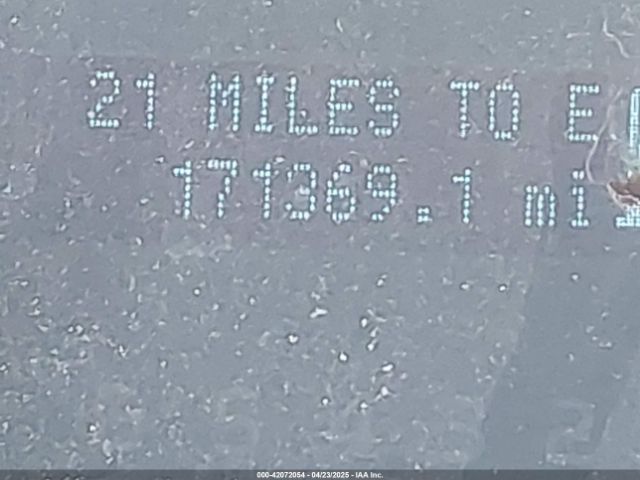 21 MILES TO E
171369.1 mi
000-42072054 - 04/23/2025 - IAA Inc.